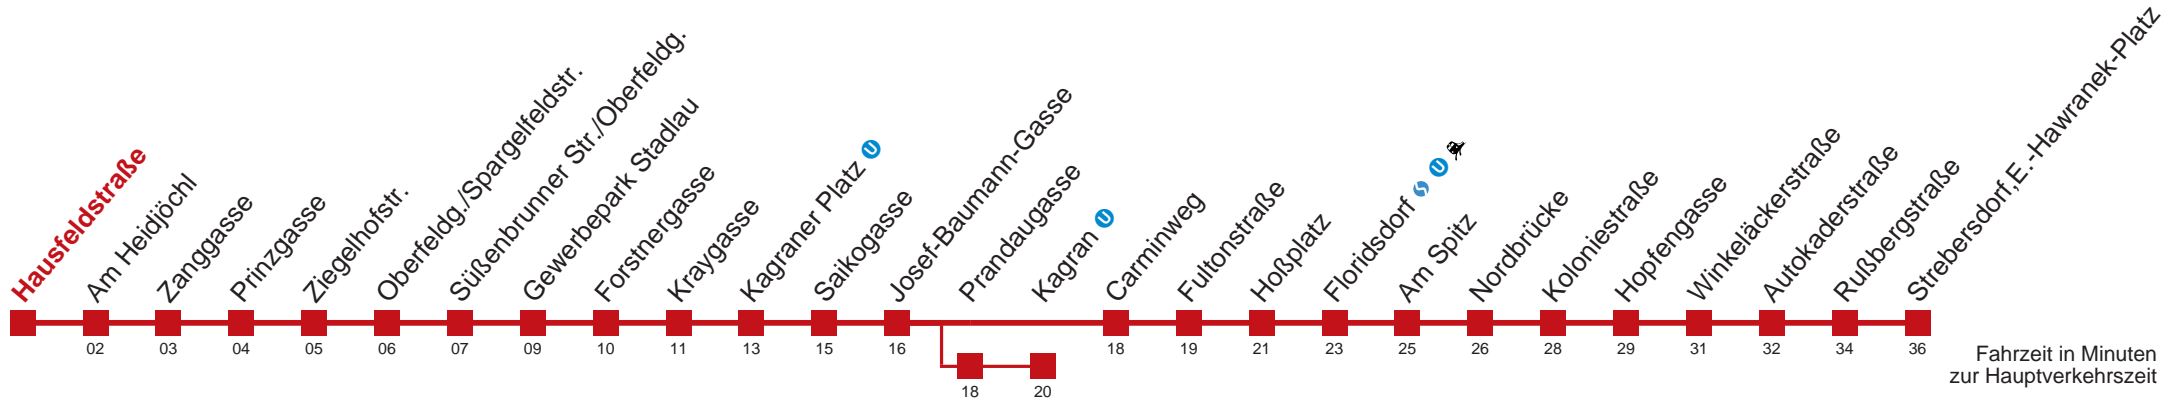 Hausfeldstraße
Am Heidjöchl
Zanggasse
Prinzgasse
Ziegelhofstr.
Oberfeldg./Spargelfeldstr.
Süßenbrunner Str./Oberfeldg.
Gewerbepark Stadlau
Forstnergasse
Kraygasse
Kagraner Platz U
Saikogasse
Josef-Baumann-Gasse
Prandaugasse
Kagran U
Carminweg
Fultonstraße
Hoßplatz
Floridsdorf S U
Am Spitz
Nordbrücke
Koloniestraße
Hopfengasse
Winkeläckerstraße
Autokaderstraße
Rußbergstraße
Strebersdorf,E.-Hawranek-Platz
02 03 04 05 06 07 09 10 11 13 15 16 18 19 21 23 25 26 28 29 31 32 34 36
18 20
Fahrzeit in Minuten
zur Hauptverkehrszeit